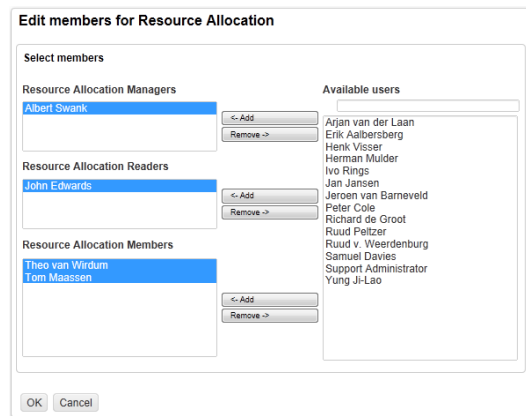 Edit members for Resource Allocation
Select members
Resource Allocation Managers
Albert Swank
<- Add
Remove ->
Resource Allocation Readers
John Edwards
<- Add
Remove ->
Resource Allocation Members
Theo van Wirdum
Tom Maassen
<- Add
Remove ->
Available users
Arjan van der Laan
Erik Aalbersberg
Henk Visser
Herman Mulder
Ivo Rings
Jan Jansen
Jeroen van Barneveld
Peter Cole
Richard de Groot
Ruud Peltzer
Ruud v. Weerdenburg
Samuel Davies
Support Administrator
Yung Ji-Lao
OK
Cancel